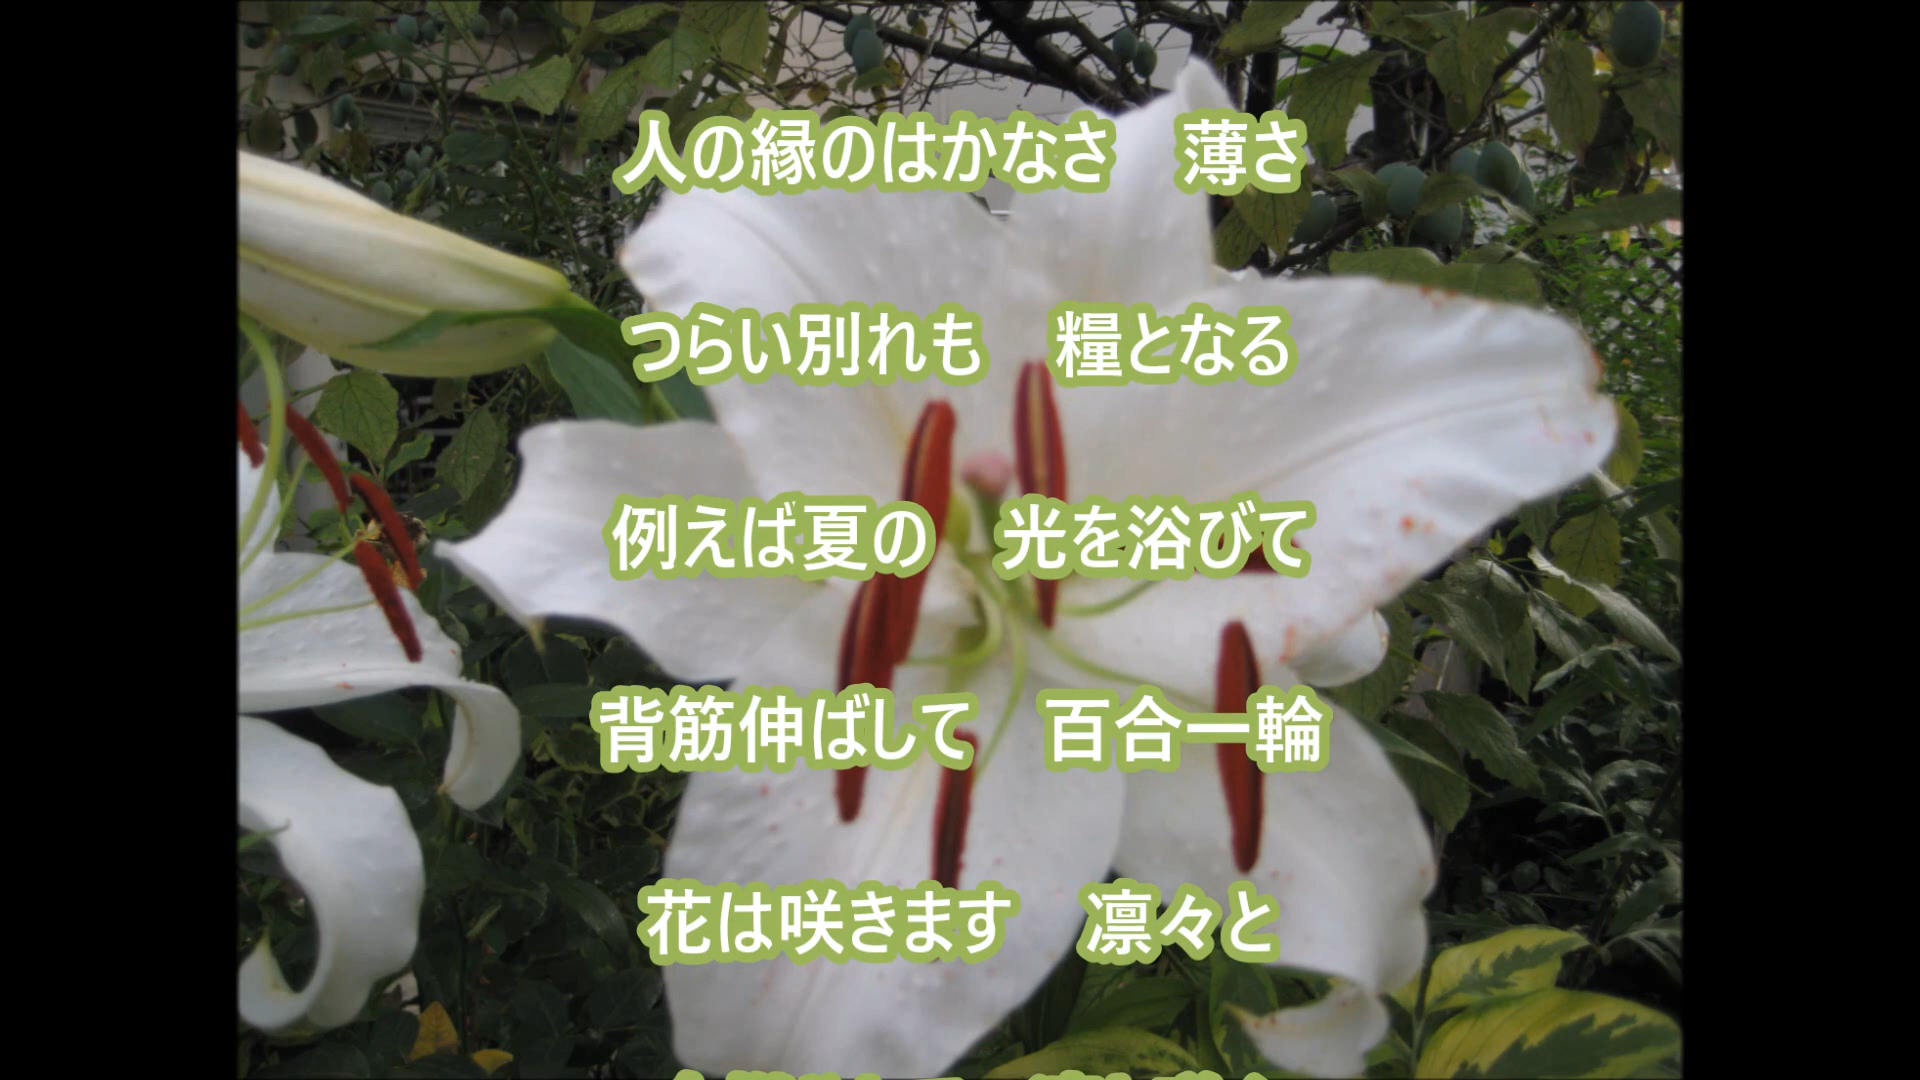 人の縁のはかなさ　薄さ
つらい別れも　糧となる
例えば夏の　光を浴びて
背筋伸ばして　百合一輪
花は咲きます　凛々と